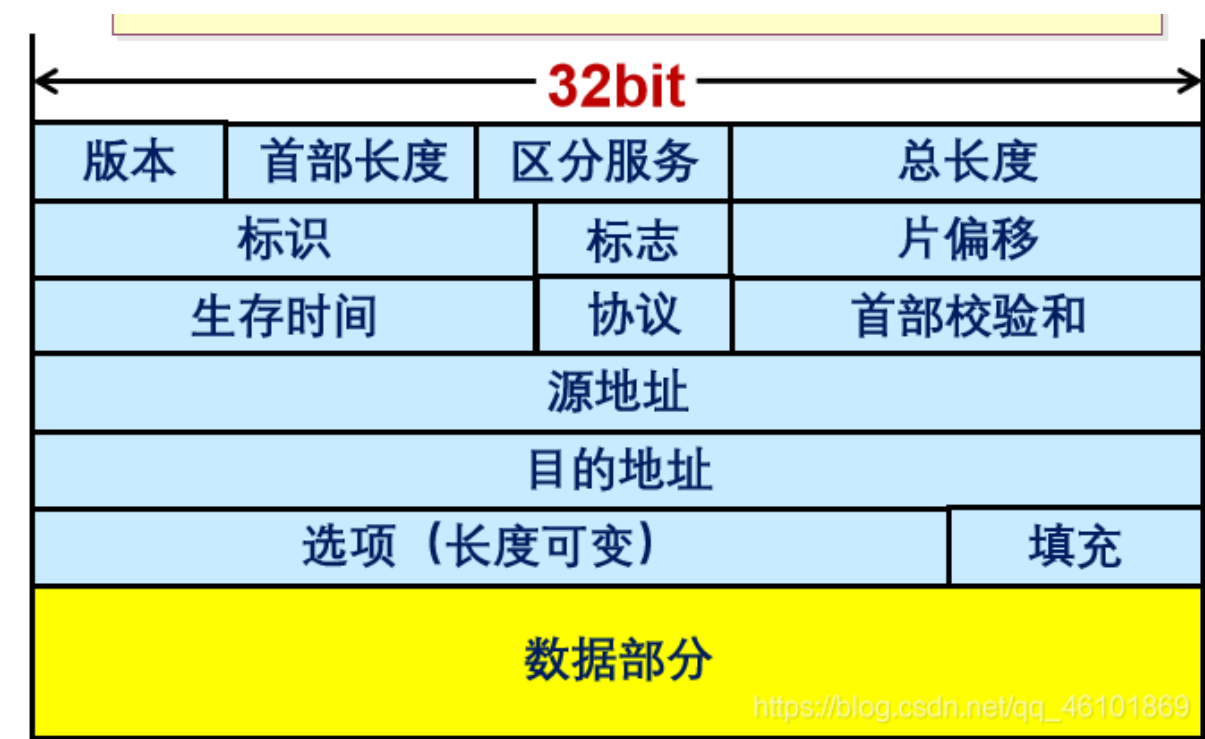 32bit
版本 首部长度 区分服务 总长度
标识 标志 片偏移
生存时间 协议 首部校验和
源地址
目的地址
选项（长度可变） 填充
数据部分
https://blog.csdn.net/qq_46101869